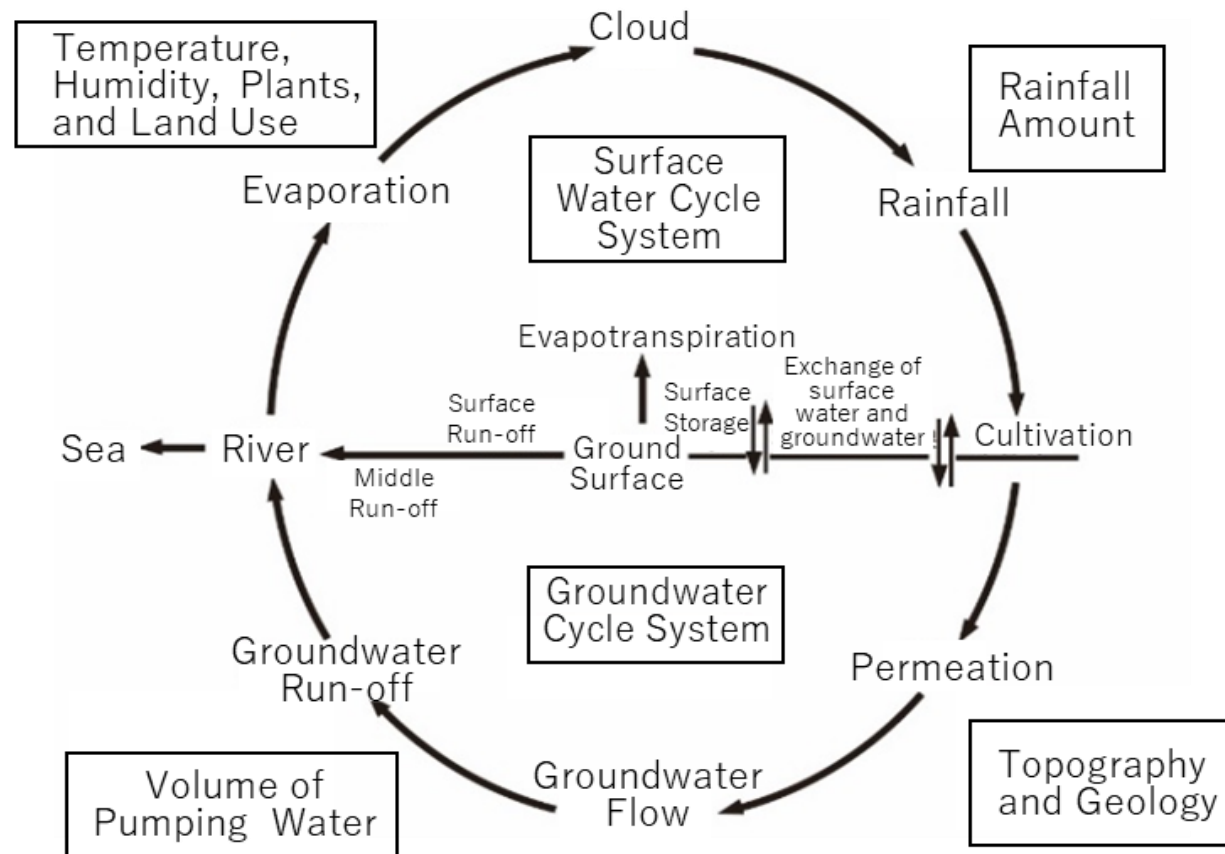 Cloud
Temperature,
Humidity, Plants,
and Land Use
Rainfall
Amount
Surface
Water Cycle
System
Evaporation
Rainfall
Evapotranspiration
Surface
Storage
Exchange of
surface
water and
groundwater
Surface
Run-off
Sea
River
Ground
Surface
Cultivation
Middle
Run-off
Groundwater
Cycle System
Groundwater
Run-off
Permeation
Volume of
Pumping Water
Groundwater
Flow
Topography
and Geology